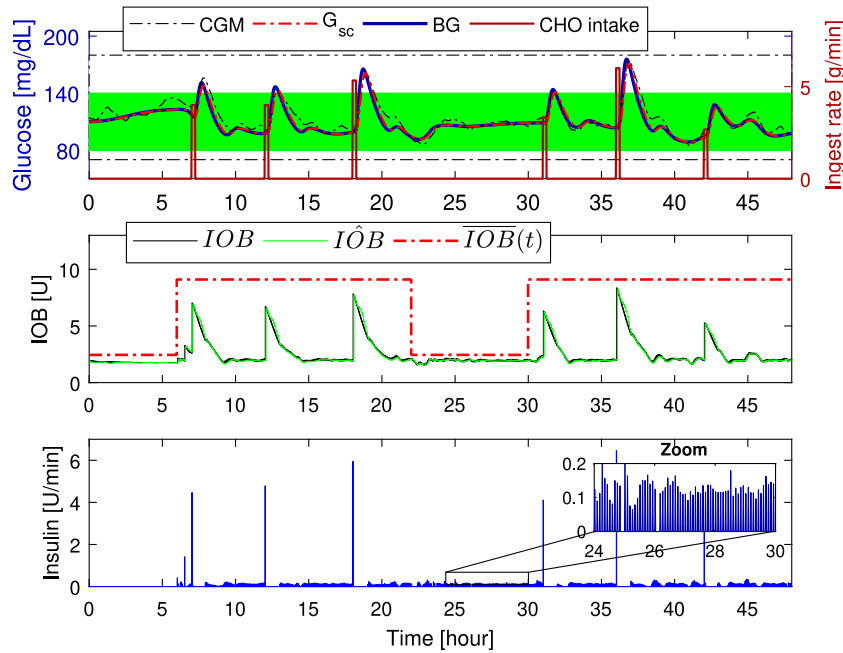 CGM G_sc BG CHO intake
Glucose [mg/dL]
200
140
80
Ingest rate [g/min]
5
0
0 5 10 15 20 25 30 35 40 45
IOB IÔB \overline{IOB}(t)
IOB [U]
10
5
0
0 5 10 15 20 25 30 35 40 45
Insulin [U/min]
6
4
2
0
Zoom
0.2
0.1
0
24 26 28 30
0 5 10 15 20 25 30 35 40 45
Time [hour]